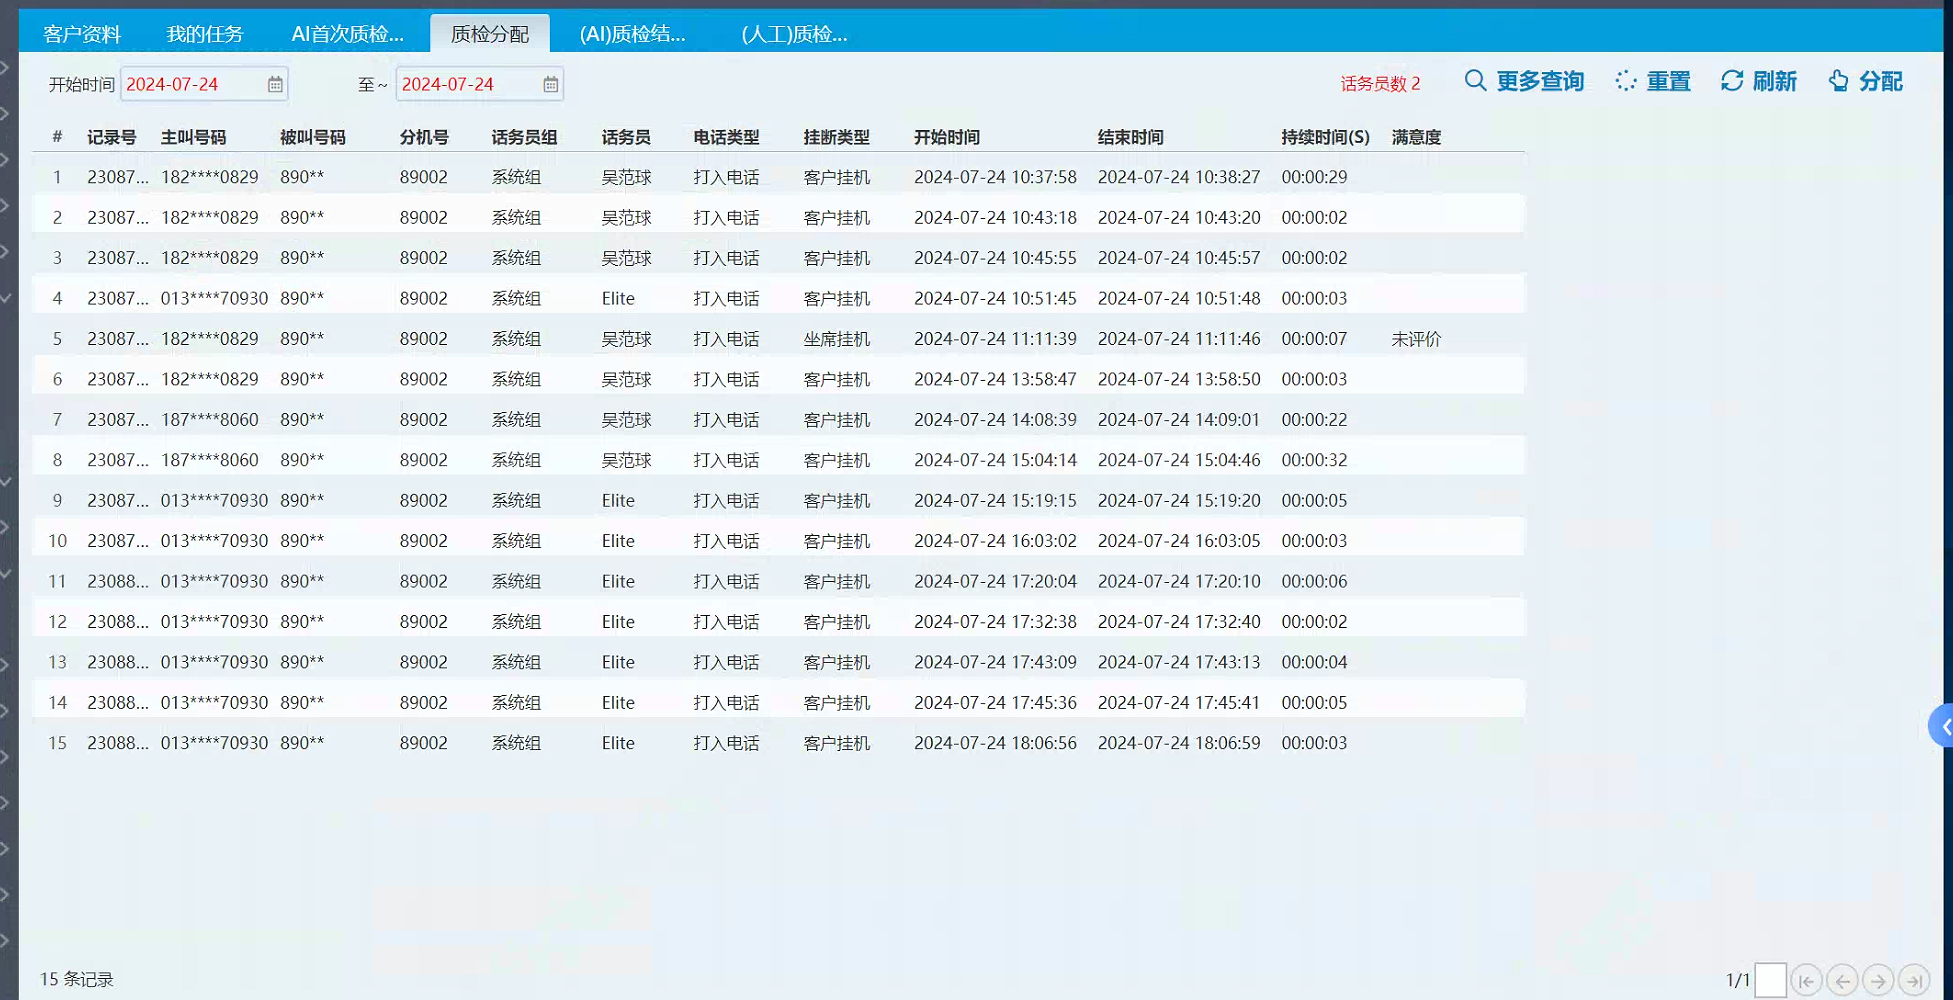 客户资料 我的任务 AI首次质检... 质检分配 (AI)质检结... (人工)质检...
开始时间 2024-07-24 至~ 2024-07-24 话务员数 2 更多查询 重置 刷新 分配
# 记录号 主叫号码 被叫号码 分机号 话务员组 话务员 电话类型 挂断类型 开始时间 结束时间 持续时间(S) 满意度
1 23087... 182****0829 890** 89002 系统组 吴范球 打入电话 客户挂机 2024-07-24 10:37:58 2024-07-24 10:38:27 00:00:29
2 23087... 182****0829 890** 89002 系统组 吴范球 打入电话 客户挂机 2024-07-24 10:43:18 2024-07-24 10:43:20 00:00:02
3 23087... 182****0829 890** 89002 系统组 吴范球 打入电话 客户挂机 2024-07-24 10:45:55 2024-07-24 10:45:57 00:00:02
4 23087... 013****70930 890** 89002 系统组 Elite 打入电话 客户挂机 2024-07-24 10:51:45 2024-07-24 10:51:48 00:00:03
5 23087... 182****0829 890** 89002 系统组 吴范球 打入电话 坐席挂机 2024-07-24 11:11:39 2024-07-24 11:11:46 00:00:07 未评价
6 23087... 182****0829 890** 89002 系统组 吴范球 打入电话 客户挂机 2024-07-24 13:58:47 2024-07-24 13:58:50 00:00:03
7 23087... 187****8060 890** 89002 系统组 吴范球 打入电话 客户挂机 2024-07-24 14:08:39 2024-07-24 14:09:01 00:00:22
8 23087... 187****8060 890** 89002 系统组 吴范球 打入电话 客户挂机 2024-07-24 15:04:14 2024-07-24 15:04:46 00:00:32
9 23087... 013****70930 890** 89002 系统组 Elite 打入电话 客户挂机 2024-07-24 15:19:15 2024-07-24 15:19:20 00:00:05
10 23087... 013****70930 890** 89002 系统组 Elite 打入电话 客户挂机 2024-07-24 16:03:02 2024-07-24 16:03:05 00:00:03
11 23088... 013****70930 890** 89002 系统组 Elite 打入电话 客户挂机 2024-07-24 17:20:04 2024-07-24 17:20:10 00:00:06
12 23088... 013****70930 890** 89002 系统组 Elite 打入电话 客户挂机 2024-07-24 17:32:38 2024-07-24 17:32:40 00:00:02
13 23088... 013****70930 890** 89002 系统组 Elite 打入电话 客户挂机 2024-07-24 17:43:09 2024-07-24 17:43:13 00:00:04
14 23088... 013****70930 890** 89002 系统组 Elite 打入电话 客户挂机 2024-07-24 17:45:36 2024-07-24 17:45:41 00:00:05
15 23088... 013****70930 890** 89002 系统组 Elite 打入电话 客户挂机 2024-07-24 18:06:56 2024-07-24 18:06:59 00:00:03
15 条记录 1/1